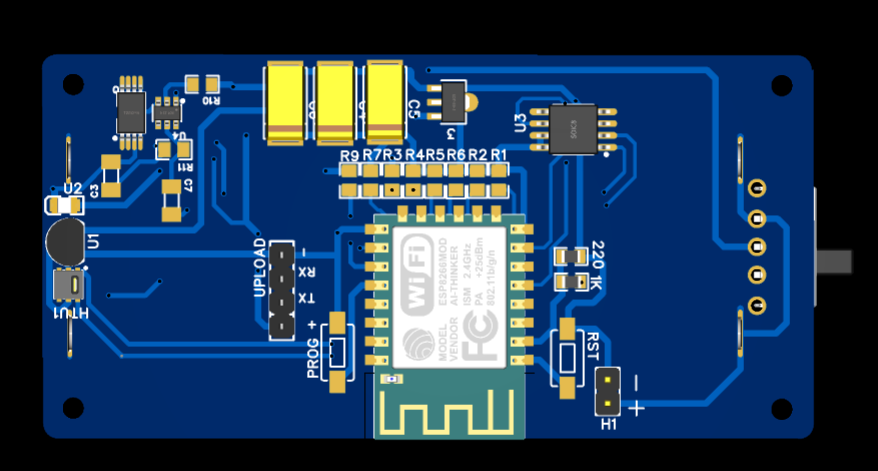 R10
U4
R11
C3
C7
U2
U1
HTU1
C5
U3
SOIC8
R9 R7 R3 R4 R5 R6 R2 R1
UPLOAD
-
RX
TX
+
PROG
WiFi
MODEL
VENDOR
ESP8266MOD
AI-THINKER
ISM 2.4GHz
PA +25dBm
802.11b/g/n
FC
220
1K
RST
-
+
H1